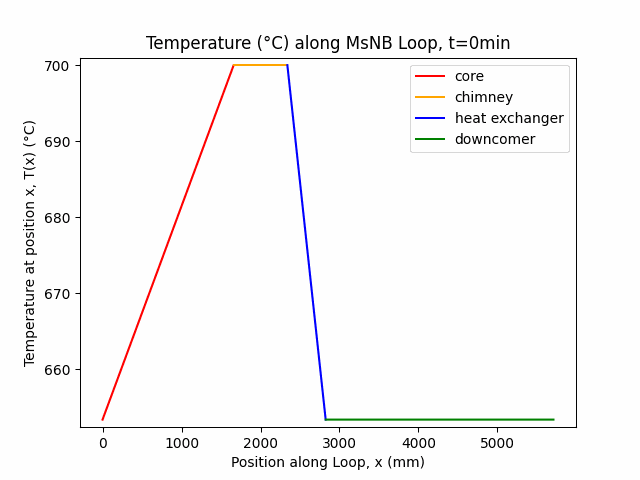 Temperature (°C) along MsNB Loop, t=0min
700
690
680
670
660
Temperature at position x, T(x) (°C)
core
chimney
heat exchanger
downcomer
0 1000 2000 3000 4000 5000
Position along Loop, x (mm)